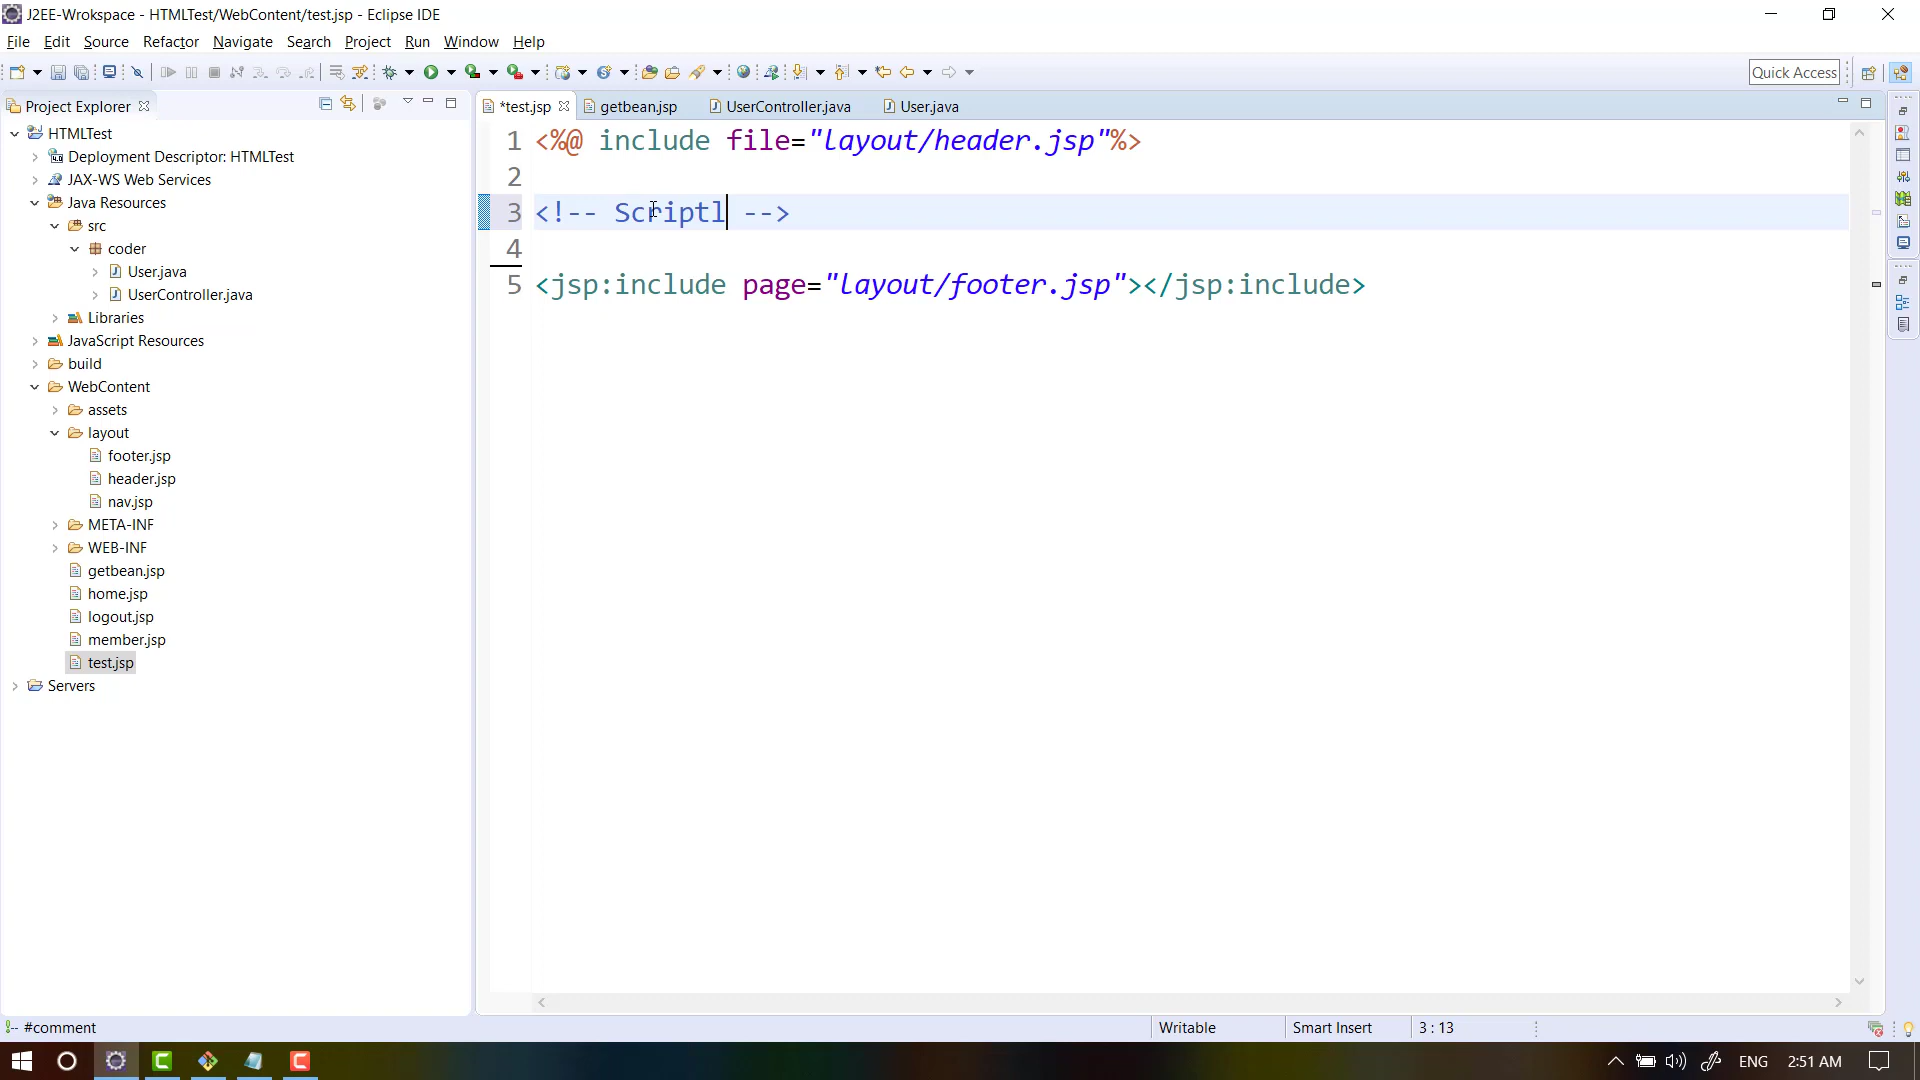 J2EE-Wrokspace - HTMLTest/WebContent/test.jsp - Eclipse IDE
File Edit Source Refactor Navigate Search Project Run Window Help
Quick Access
Project Explorer
*test.jsp getbean.jsp UserController.java User.java
HTMLTest
Deployment Descriptor: HTMLTest
JAX-WS Web Services
Java Resources
src
coder
User.java
UserController.java
Libraries
JavaScript Resources
build
WebContent
assets
layout
footer.jsp
header.jsp
nav.jsp
META-INF
WEB-INF
getbean.jsp
home.jsp
logout.jsp
member.jsp
test.jsp
Servers
1 <%@ include file="layout/header.jsp"%>
2
3 <!-- Scriptl -->
4
5 <jsp:include page="layout/footer.jsp"></jsp:include>
!-- #comment
Writable
Smart Insert
3 : 13
ENG
2:51 AM